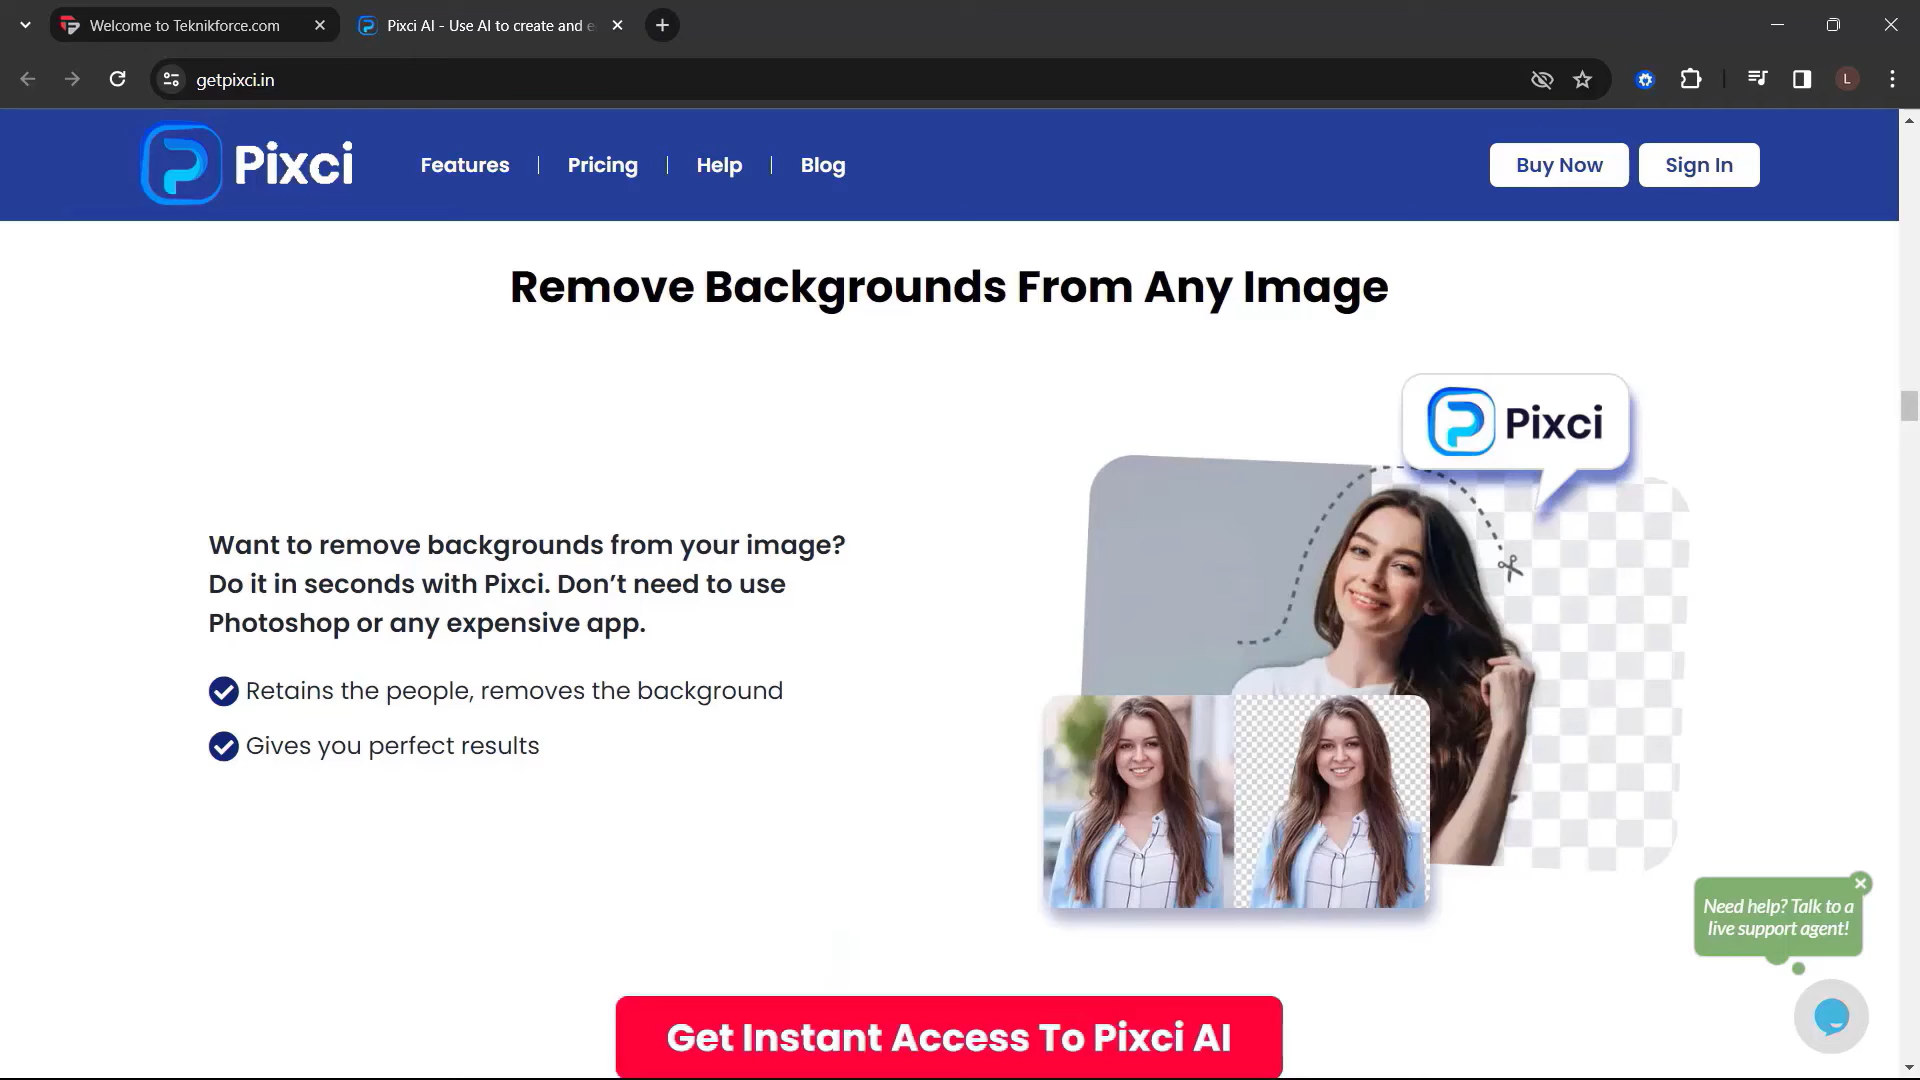 Welcome to Teknikforce.com
Pixci AI - Use AI to create and e
getpixci.in
L
Pixci
Features
Pricing
Help
Blog
Buy Now
Sign In
Remove Backgrounds From Any Image
Pixci
Want to remove backgrounds from your image?
Do it in seconds with Pixci. Don’t need to use
Photoshop or any expensive app.
Retains the people, removes the background
Gives you perfect results
Need help? Talk to a
live support agent!
Get Instant Access To Pixci AI